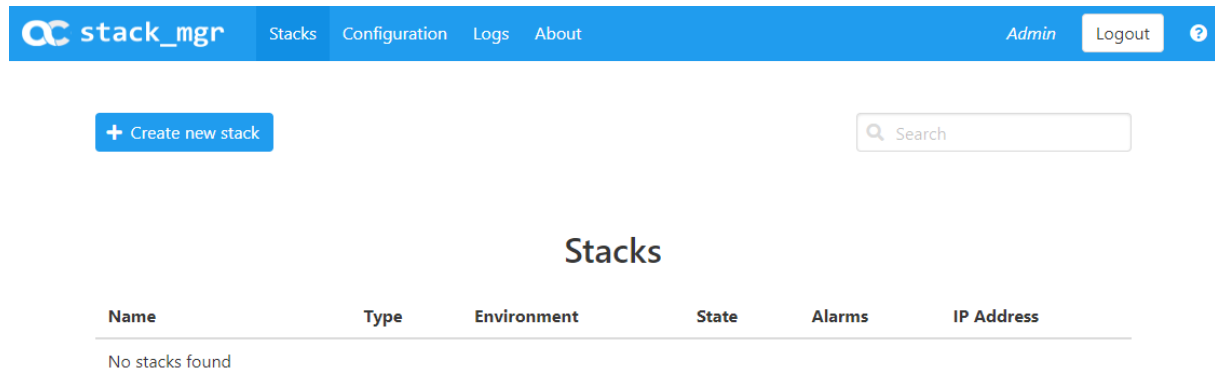 stack_mgr Stacks Configuration Logs About Admin Logout
+ Create new stack Search
Stacks
Name Type Environment State Alarms IP Address
No stacks found